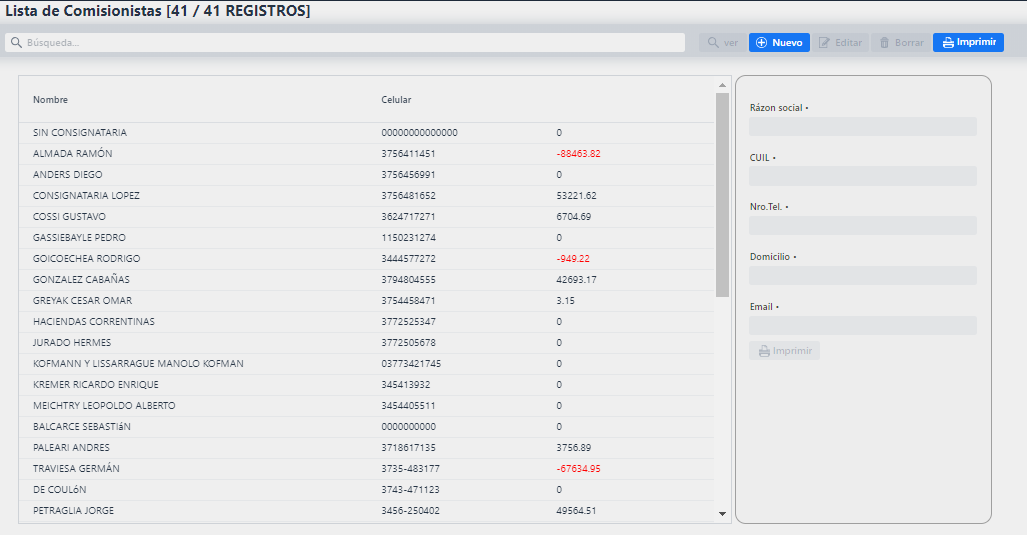 Lista de Comisionistas [41 / 41 REGISTROS]
Búsqueda... ver Nuevo Editar Borrar Imprimir
Nombre Celular
SIN CONSIGNATARIA 00000000000000 0
ALMADA RAMÓN 3756411451 -88463.82
ANDERS DIEGO 3756456991 0
CONSIGNATARIA LOPEZ 3756481652 53221.62
COSSI GUSTAVO 3624717271 6704.69
GASSIEBAYLE PEDRO 1150231274 0
GOICOECHEA RODRIGO 3444577272 -949.22
GONZALEZ CABAÑAS 3794804555 42693.17
GREYAK CESAR OMAR 3754458471 3.15
HACIENDAS CORRENTINAS 3772525347 0
JURADO HERMES 3772505678 0
KOFMANN Y LISSARRAGUE MANOLO KOFMAN 03773421745 0
KREMER RICARDO ENRIQUE 345413932 0
MEICHTRY LEOPOLDO ALBERTO 3454405511 0
BALCARCE SEBASTIáN 0000000000 0
PALEARI ANDRES 3718617135 3756.89
TRAVIESA GERMÁN 3735-483177 -67634.95
DE COULóN 3743-471123 0
PETRAGLIA JORGE 3456-250402 49564.51
Rázon social •
CUIL •
Nro.Tel. •
Domicilio •
Email •
Imprimir